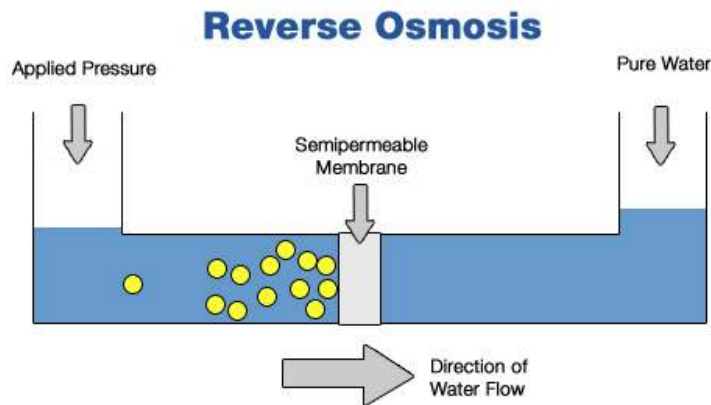 Reverse Osmosis
Applied Pressure
Pure Water
Semipermeable
Membrane
Direction of
Water Flow